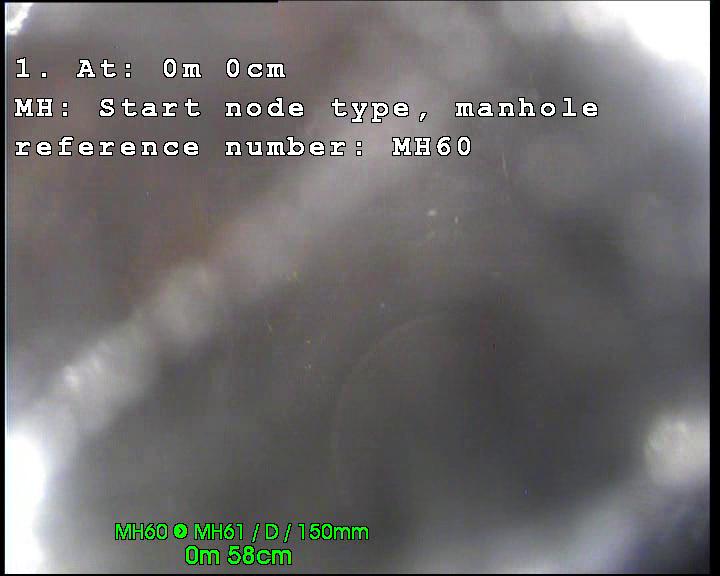 1. At: 0m 0cm
MH: Start node type, manhole
reference number: MH60
MH60 MH61 / D / 150mm
0m 58cm